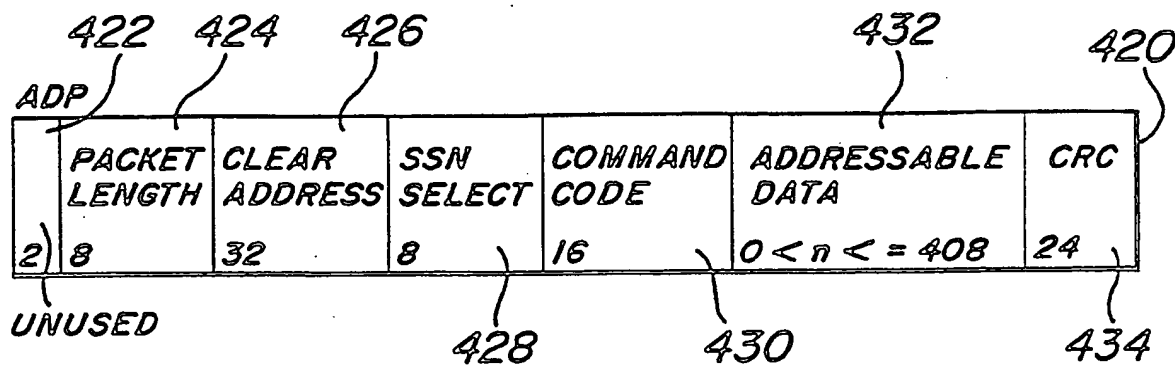 422 424 426 432 420
ADP
PACKET LENGTH
CLEAR ADDRESS
SSN SELECT
COMMAND CODE
ADDRESSABLE DATA
CRC
2 8 32 8 16 0 < n < = 408 24
UNUSED
428 430 434